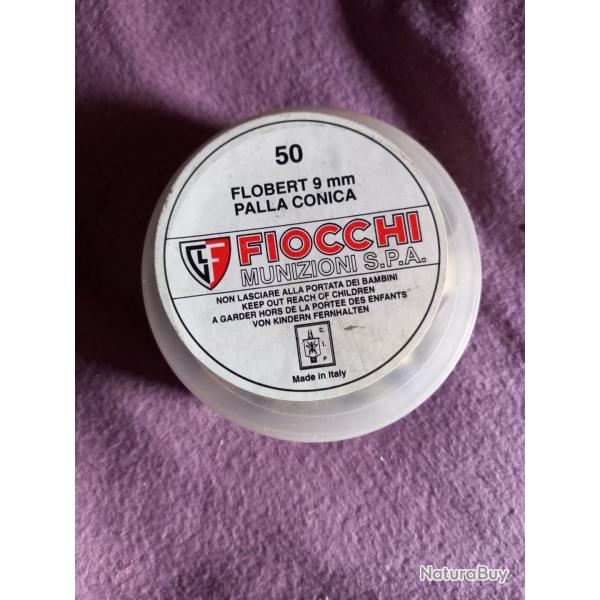 50
FLOBERT 9 mm
PALLA CONICA
GF FIOCCHI
MUNIZIONI S.P.A.
NON LASCIARE ALLA PORTATA DEI BAMBINI
KEEP OUT REACH OF CHILDREN
A GARDER HORS DE LA PORTEE DES ENFANTS
VON KINDERN FERNHALTEN
C.
I.
P
Made in Italy
NaturaBuy